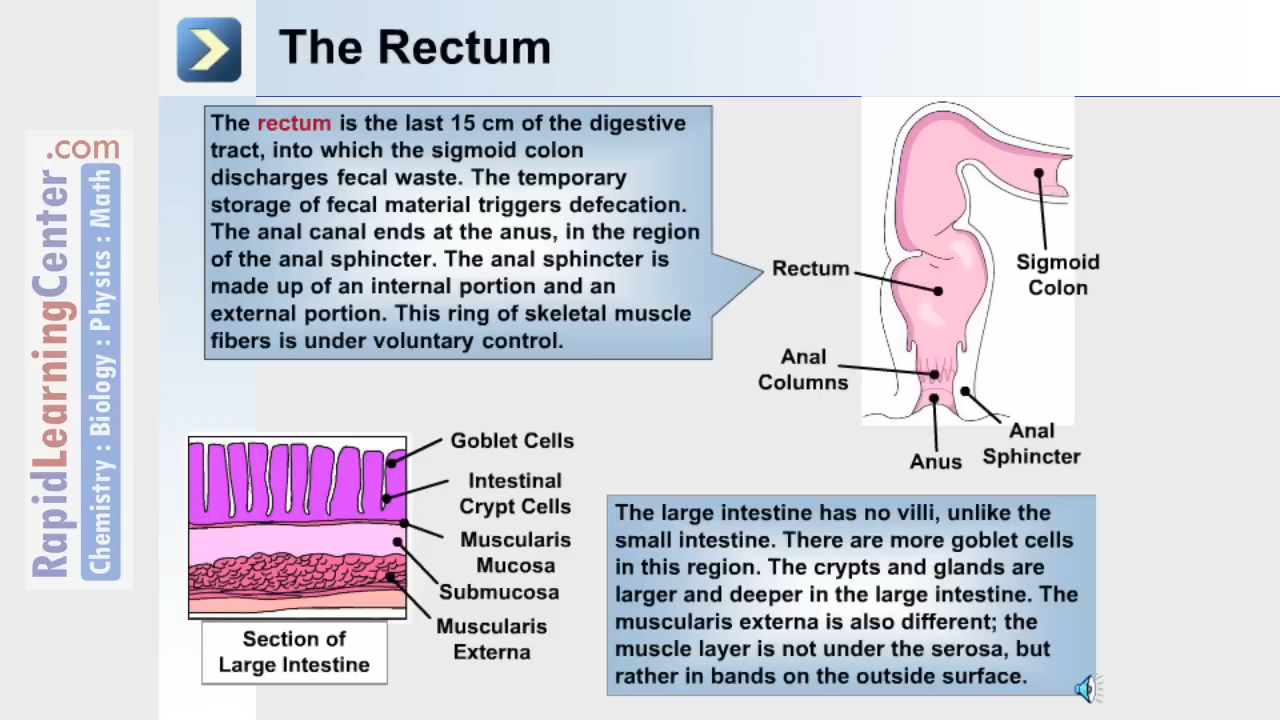 The Rectum
.com
RapidLearningCenter
Chemistry : Biology : Physics : Math
The rectum is the last 15 cm of the digestive
tract, into which the sigmoid colon
discharges fecal waste. The temporary
storage of fecal material triggers defecation.
The anal canal ends at the anus, in the region
of the anal sphincter. The anal sphincter is
made up of an internal portion and an
external portion. This ring of skeletal muscle
fibers is under voluntary control.
Rectum
Sigmoid
Colon
Anal
Columns
Anus
Anal
Sphincter
Goblet Cells
Intestinal
Crypt Cells
Muscularis
Mucosa
Submucosa
Muscularis
Externa
Section of
Large Intestine
The large intestine has no villi, unlike the
small intestine. There are more goblet cells
in this region. The crypts and glands are
larger and deeper in the large intestine. The
muscularis externa is also different; the
muscle layer is not under the serosa, but
rather in bands on the outside surface.